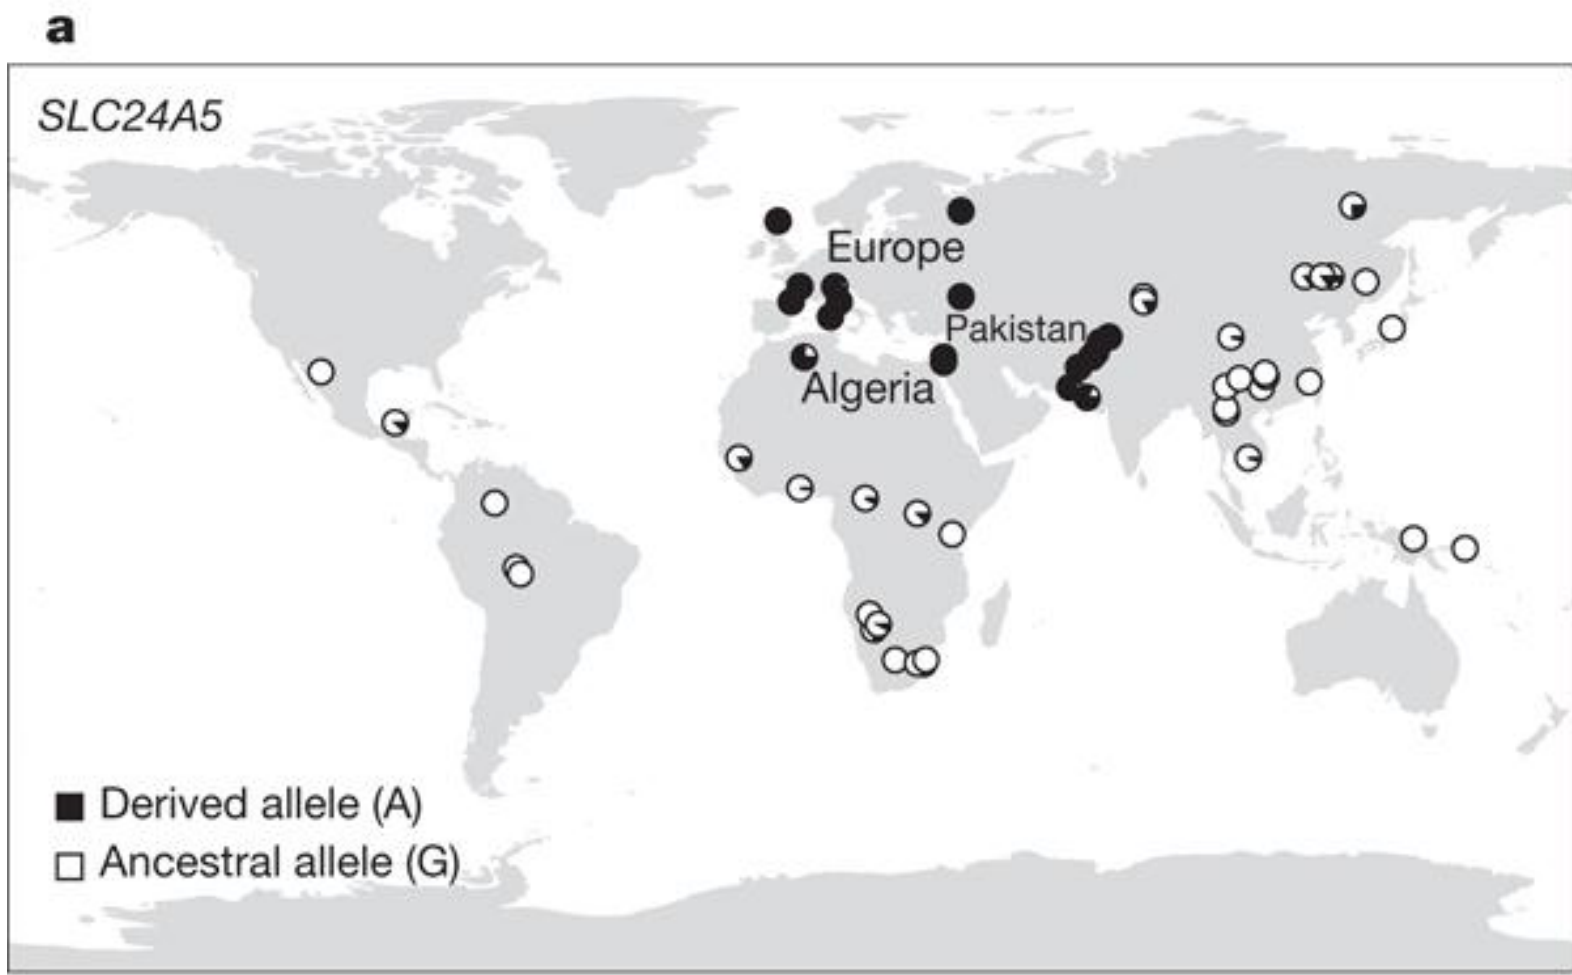 a
SLC24A5
Europe
Pakistan
Algeria
Derived allele (A)
Ancestral allele (G)